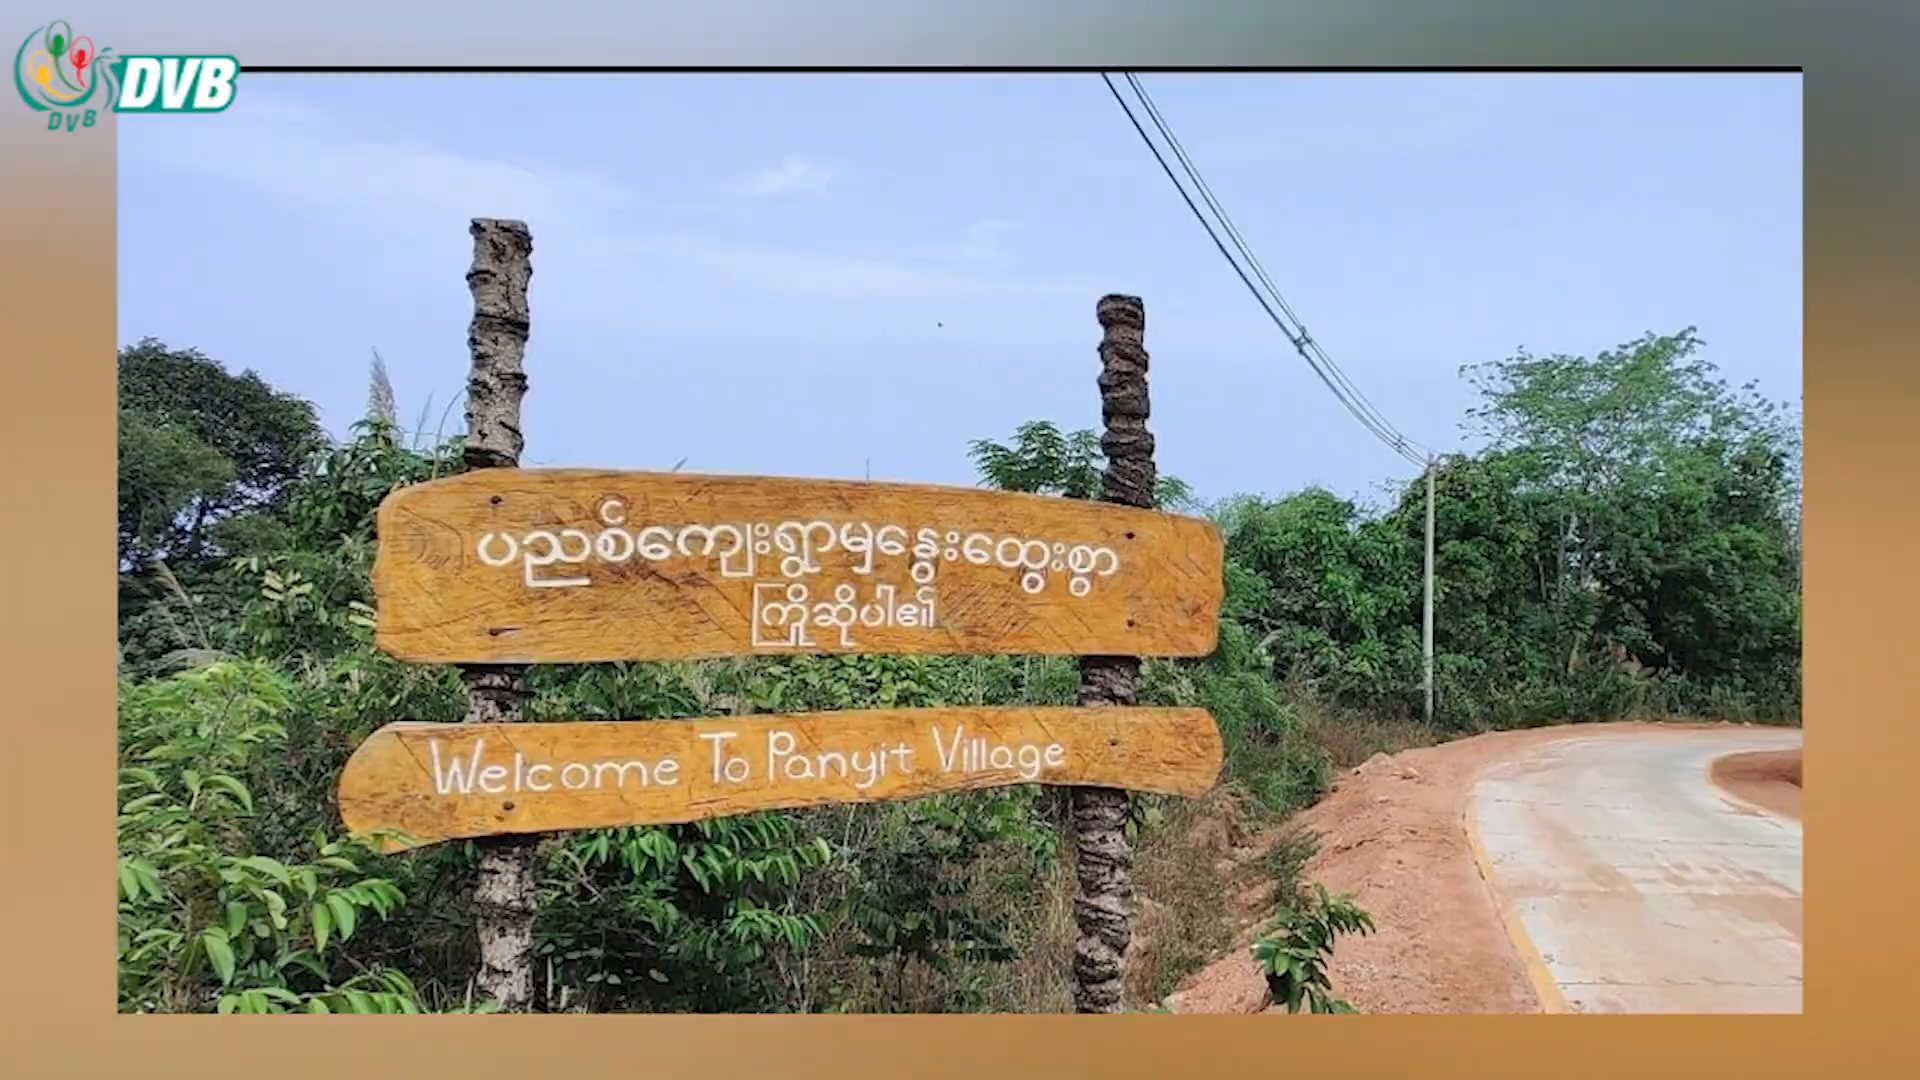 DVB
DVB
ပညစ်ကျေးရွာမှနွေးထွေးစွာ
ကြိုဆိုပါ၏
Welcome To Panyit Village